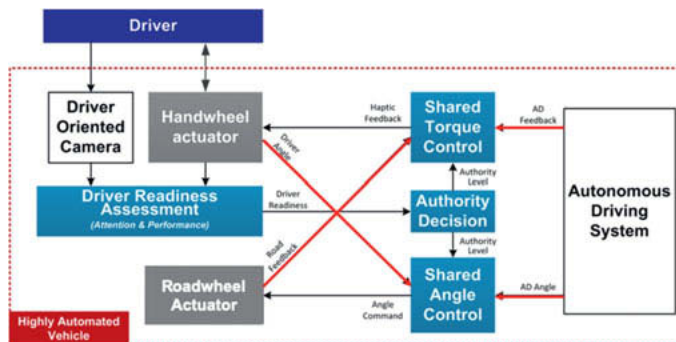 Driver
Driver
Oriented
Camera
Handwheel
actuator
Haptic
Feedback
Shared
Torque
Control
AD
Feedback
Driver
Angle
Authority
Level
Driver Readiness
Assessment
(Attention & Performance)
Driver
Readiness
Authority
Decision
Autonomous
Driving
System
Road
Feedback
Authority
Level
Roadwheel
Actuator
Angle
Command
Shared
Angle
Control
AD Angle
Highly Automated
Vehicle